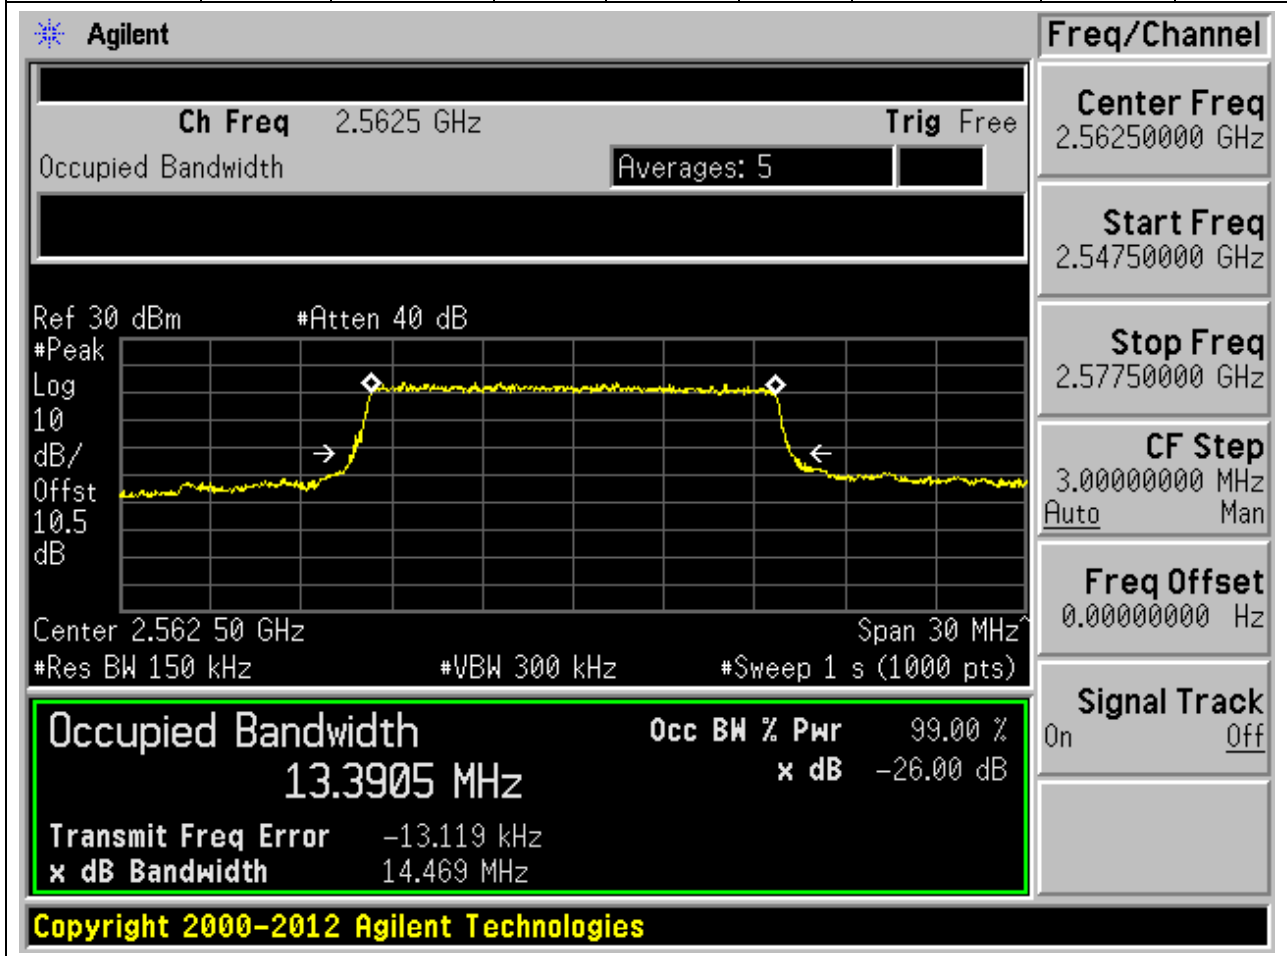 Agilent
Freq/Channel
Ch Freq 2.5625 GHz Trig Free
Occupied Bandwidth Averages: 5
Center Freq
2.56250000 GHz
Start Freq
2.54750000 GHz
Stop Freq
2.57750000 GHz
CF Step
3.00000000 MHz
Auto Man
Freq Offset
0.00000000 Hz
Signal Track
On Off
Ref 30 dBm #Atten 40 dB
#Peak
Log
10
dB/
Offst
10.5
dB
Center 2.562 50 GHz Span 30 MHz^
#Res BW 150 kHz #VBW 300 kHz #Sweep 1 s (1000 pts)
Occupied Bandwidth Occ BW % Pwr 99.00 %
13.3905 MHz x dB -26.00 dB
Transmit Freq Error -13.119 kHz
x dB Bandwidth 14.469 MHz
Copyright 2000-2012 Agilent Technologies